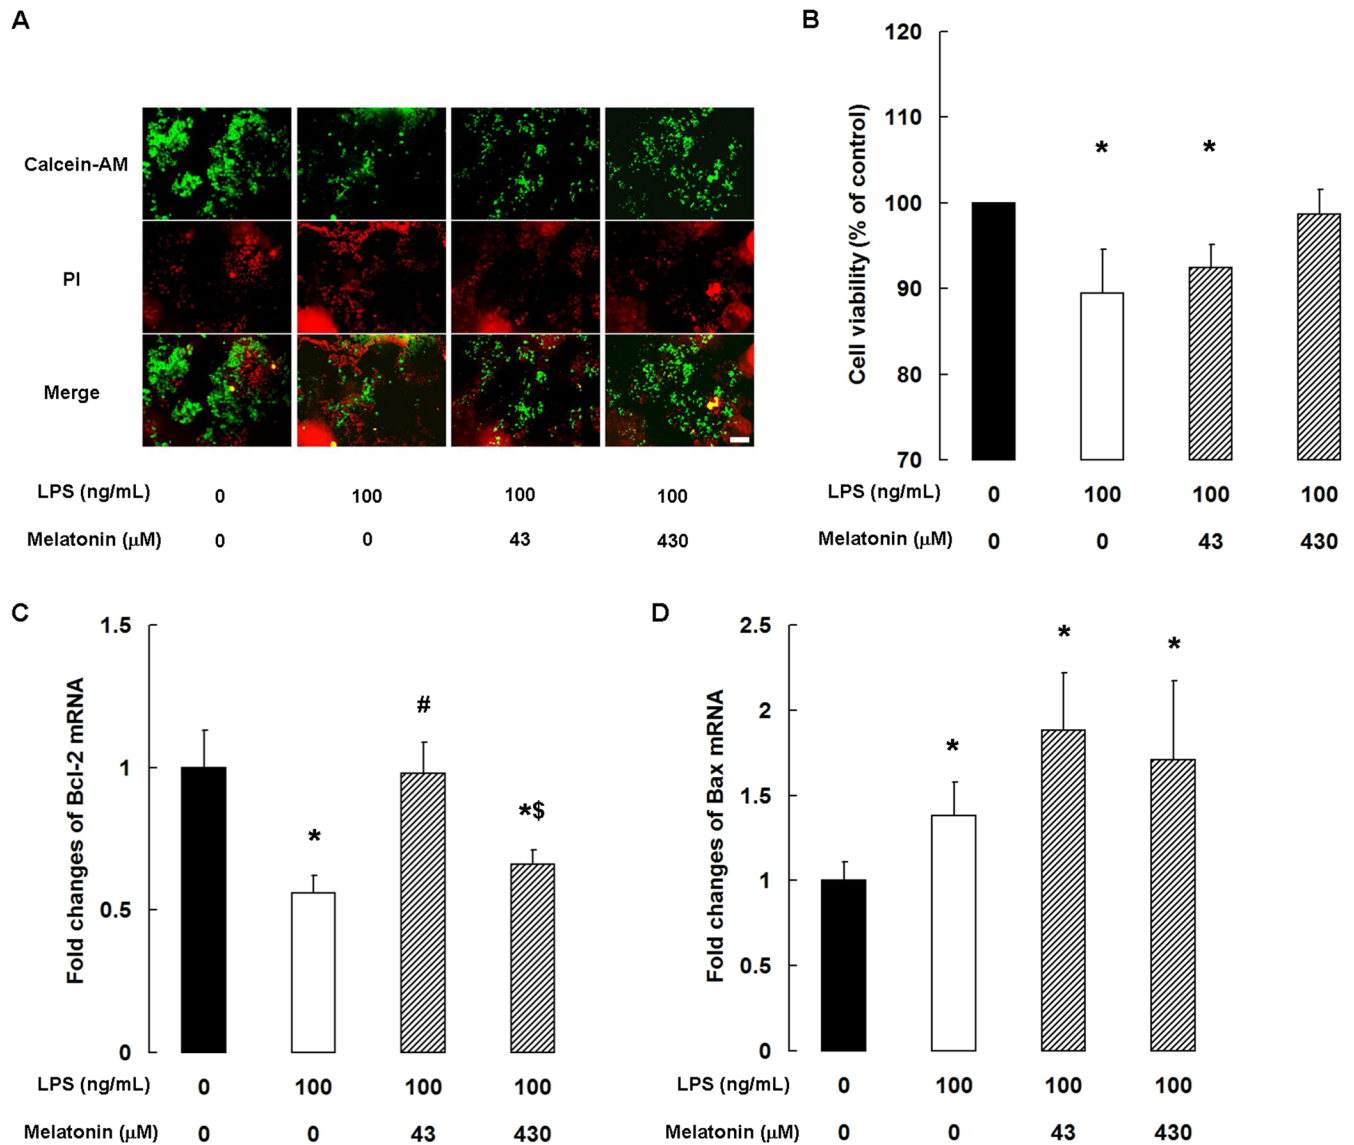 A
Calcein-AM
PI
Merge
LPS (ng/mL) 0 100 100 100
Melatonin (μM) 0 0 43 430
B
Cell viability (% of control)
120
110
100
90
80
70
* *
LPS (ng/mL) 0 100 100 100
Melatonin (μM) 0 0 43 430
C
Fold changes of Bcl-2 mRNA
1.5
1
0.5
0
* # *$
LPS (ng/mL) 0 100 100 100
Melatonin (μM) 0 0 43 430
D
Fold changes of Bax mRNA
2.5
2
1.5
1
0.5
0
* * *
LPS (ng/mL) 0 100 100 100
Melatonin (μM) 0 0 43 430